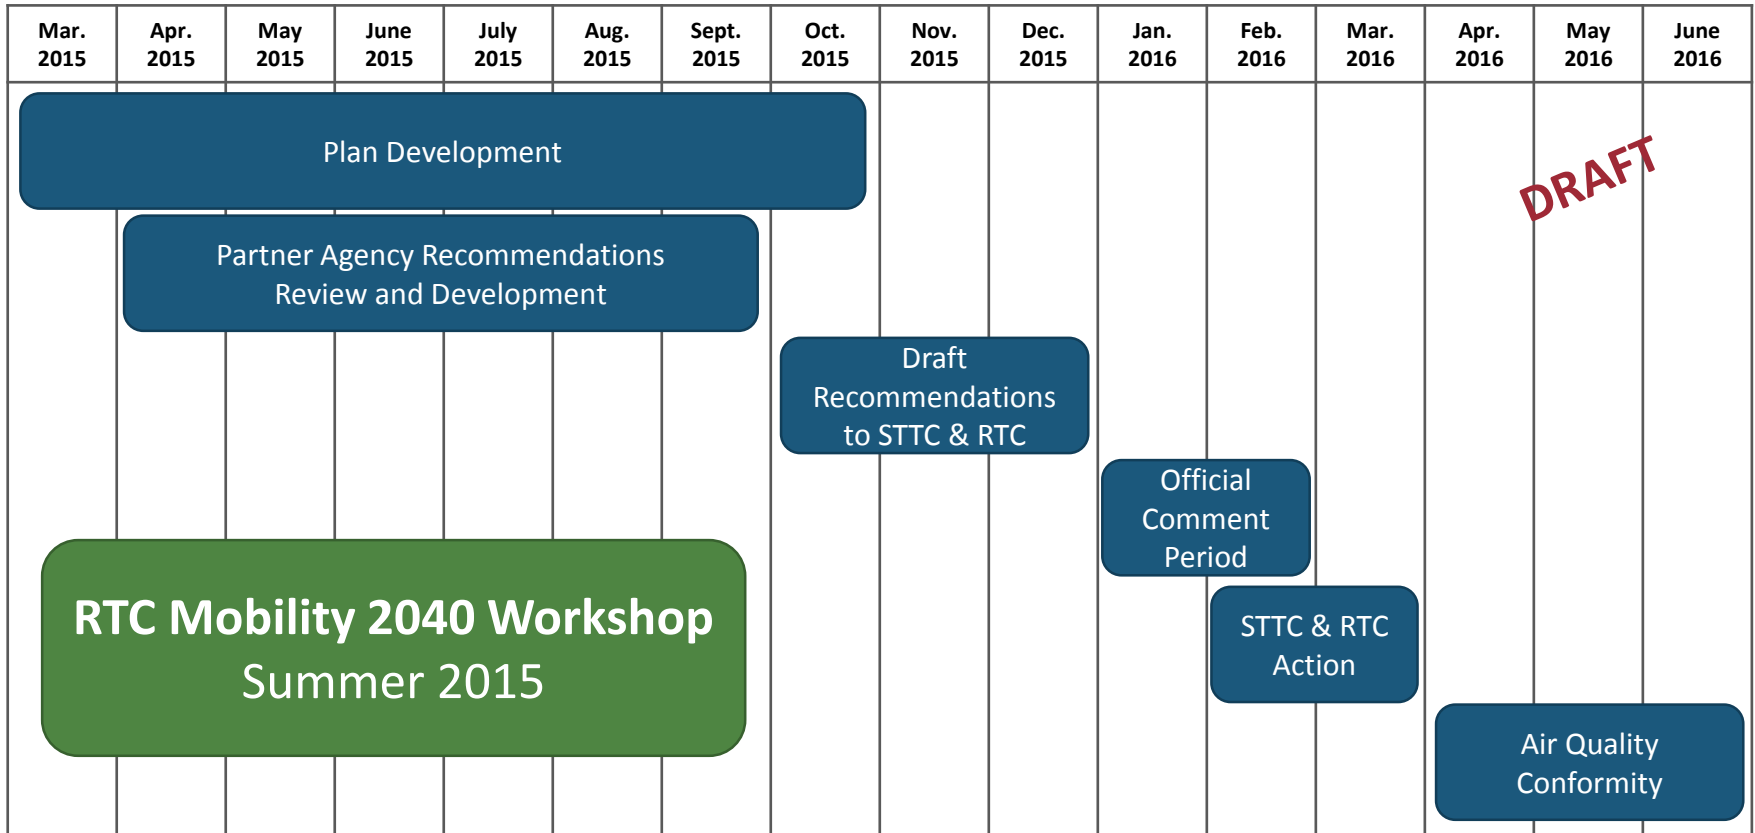 Mar. Apr. May June July Aug. Sept. Oct. Nov. Dec. Jan. Feb. Mar. Apr. May June
2015 2015 2015 2015 2015 2015 2015 2015 2015 2015 2016 2016 2016 2016 2016 2016
Plan Development
DRAFT
Partner Agency Recommendations
Review and Development
Draft
Recommendations
to STTC & RTC
Official
Comment
Period
RTC Mobility 2040 Workshop
Summer 2015
STTC & RTC
Action
Air Quality
Conformity